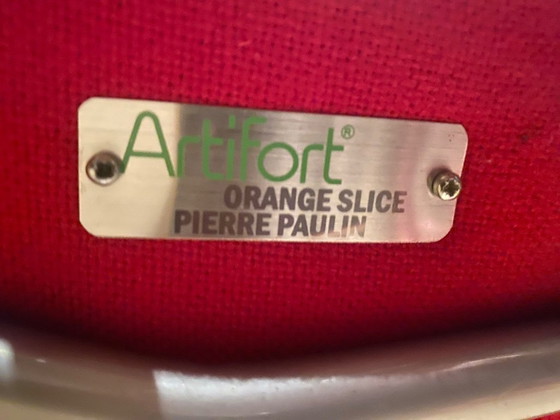 Artifort®
ORANGE SLICE
PIERRE PAULIN